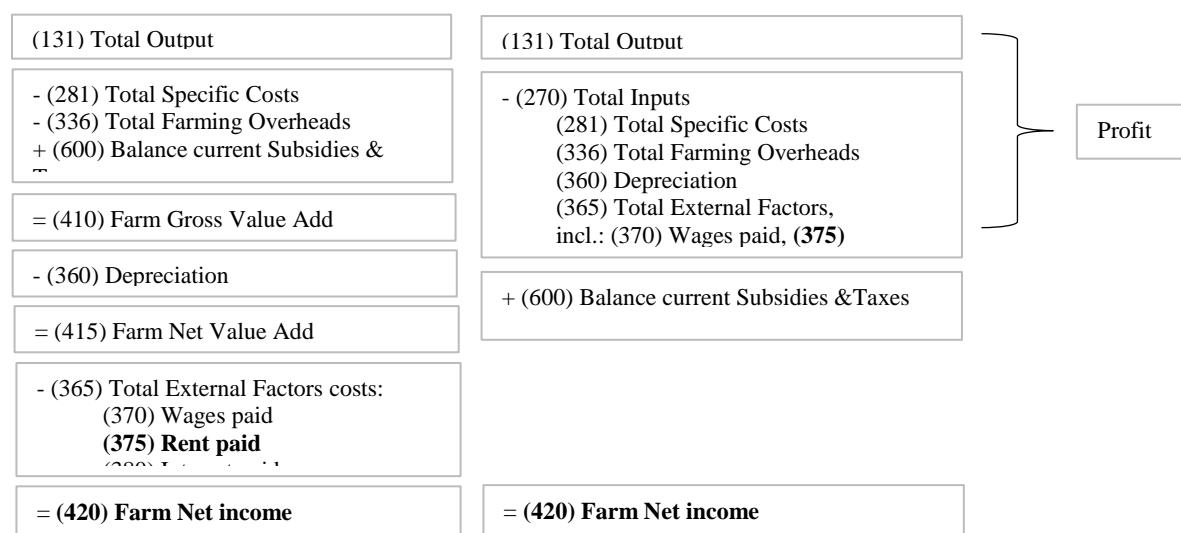 (131) Total Output
- (281) Total Specific Costs
- (336) Total Farming Overheads
+ (600) Balance current Subsidies &
= (410) Farm Gross Value Add
- (360) Depreciation
= (415) Farm Net Value Add
- (365) Total External Factors costs:
(370) Wages paid
(375) Rent paid
= (420) Farm Net income
(131) Total Output
- (270) Total Inputs
(281) Total Specific Costs
(336) Total Farming Overheads
(360) Depreciation
(365) Total External Factors,
incl.: (370) Wages paid, (375)
+ (600) Balance current Subsidies &Taxes
= (420) Farm Net income
Profit